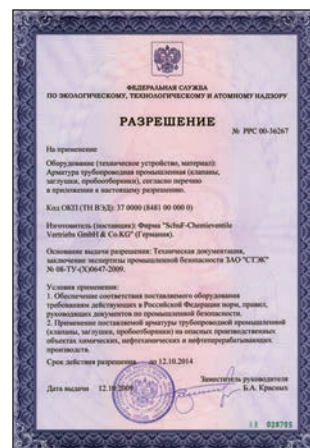 ФЕДЕРАЛЬНАЯ СЛУЖБА
ПО ЭКОЛОГИЧЕСКОМУ, ТЕХНОЛОГИЧЕСКОМУ И АТОМНОМУ НАДЗОРУ
РАЗРЕШЕНИЕ
№ РРС 00-36267
На применение
Оборудование (техническое устройство, материал):
Арматура трубопроводная промышленная (клапаны,
заглушки, пробоотборники), согласно перечню
в приложении к настоящему разрешению.
Код ОКП (ТН ВЭД): 37 0000 (8481 00 000 0)
Изготовитель (поставщик): Фирма "SchuF-Chemieventile
Vertriebs GmbH & Co.KG" (Германия).
Основание выдачи разрешения: Техническая документация,
заключение экспертизы промышленной безопасности ЗАО "СТЭК"
№ 08-ТУ-(Х)0647-2009.
Условия применения:
1. Обеспечение соответствия поставляемого оборудования
требованиям действующих в Российской Федерации норм, правил,
руководящих документов по промышленной безопасности.
2. Применение поставляемой арматуры трубопроводной промышленной
(клапаны, заглушки, пробоотборники) на опасных производственных
объектах химических, нефтехимических и нефтеперерабатывающих
производств.
Срок действия разрешения до 12.10.2014
Заместитель руководителя
Дата выдачи 12.10.2009 Б.А. Красных
028705